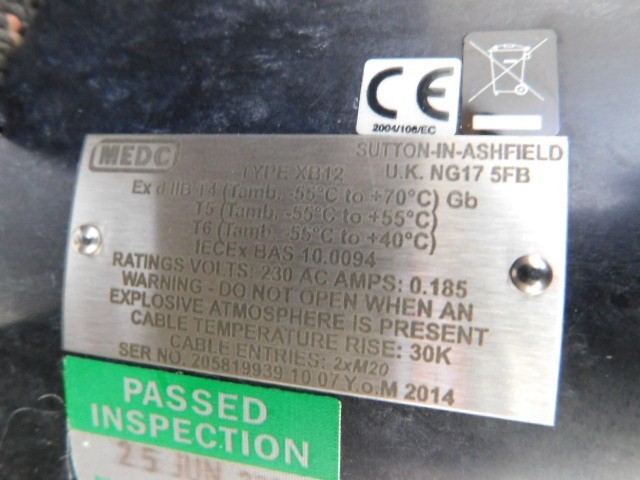 CE
2004/108/EC
MEDC
SUTTON-IN-ASHFIELD
TYPE XB12 U.K. NG17 5FB
Ex d IIB T4 (Tamb. -55°C to +70°C) Gb
T5 (Tamb. -55°C to +55°C)
T6 (Tamb. -55°C to +40°C)
IECEx BAS 10.0094
RATINGS VOLTS: 230 AC AMPS: 0.185
WARNING - DO NOT OPEN WHEN AN
EXPLOSIVE ATMOSPHERE IS PRESENT
CABLE TEMPERATURE RISE: 30K
CABLE ENTRIES: 2xM20
SER NO. 205819939 10 07 Y.o.M 2014
PASSED
INSPECTION
25 JUN